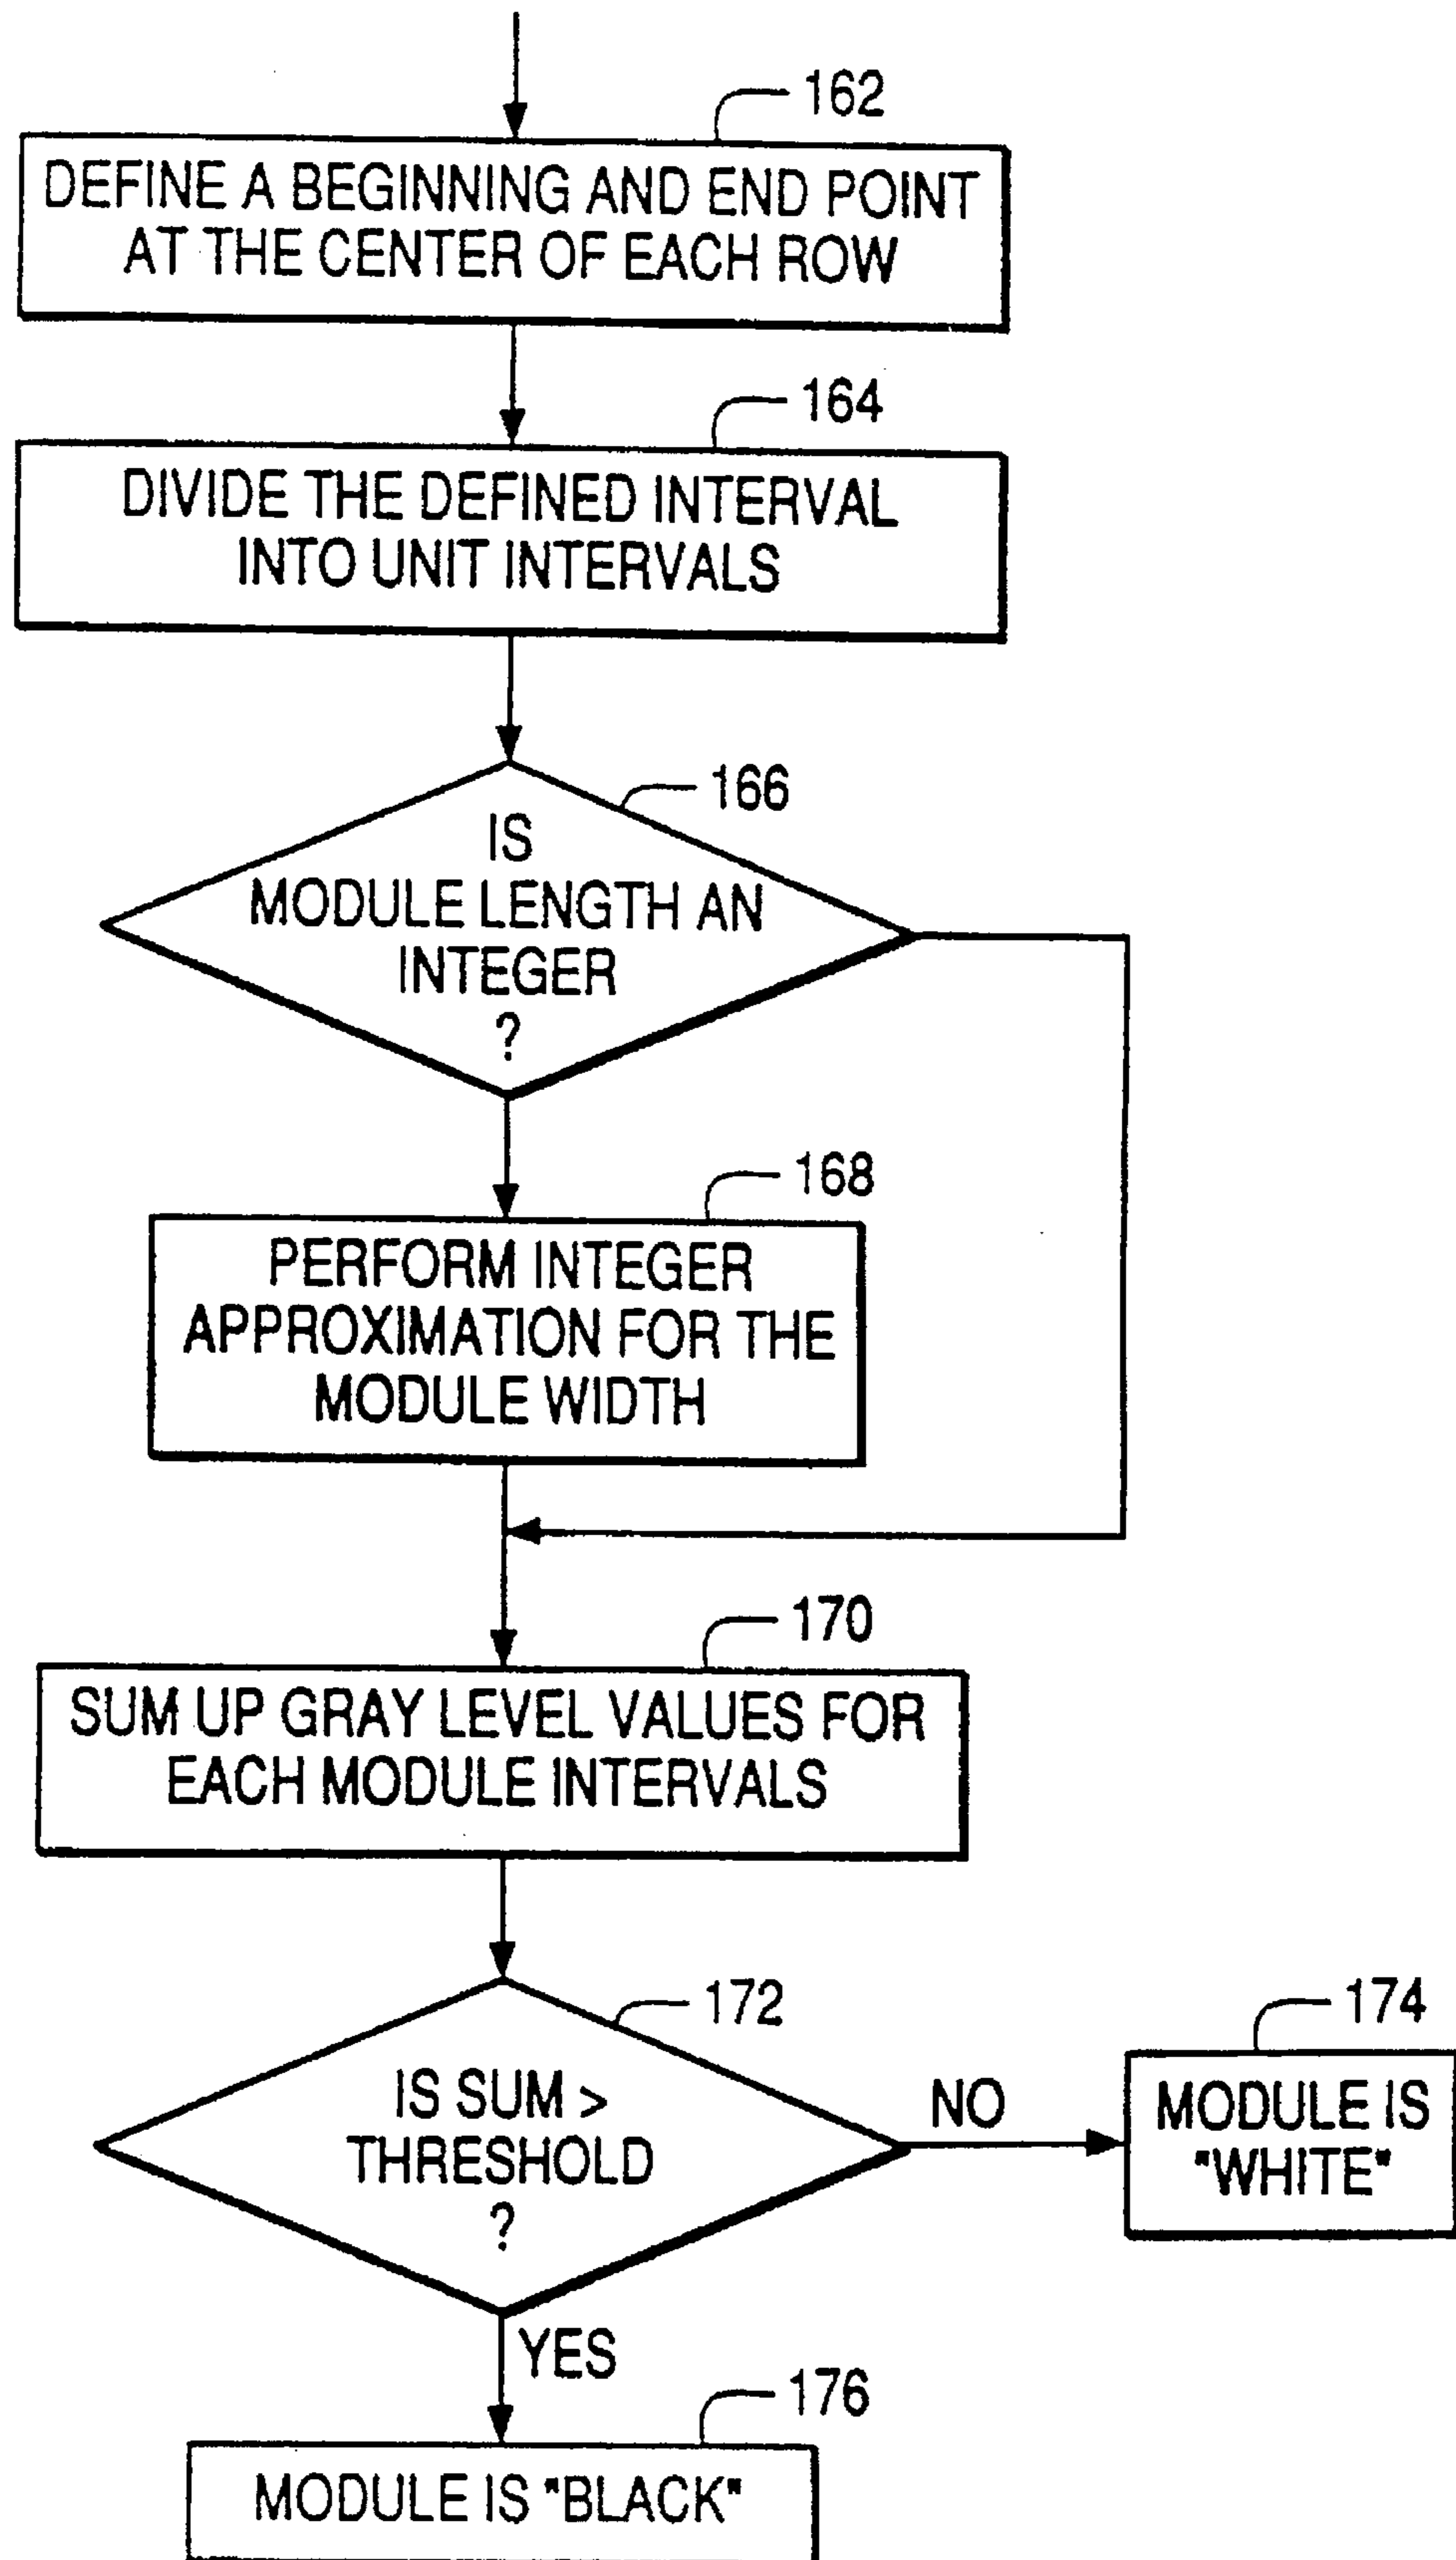 162
DEFINE A BEGINNING AND END POINT
AT THE CENTER OF EACH ROW
164
DIVIDE THE DEFINED INTERVAL
INTO UNIT INTERVALS
166
IS
MODULE LENGTH AN
INTEGER
?
168
PERFORM INTEGER
APPROXIMATION FOR THE
MODULE WIDTH
170
SUM UP GRAY LEVEL VALUES FOR
EACH MODULE INTERVALS
172
IS SUM >
THRESHOLD
?
NO
174
MODULE IS
"WHITE"
YES
176
MODULE IS "BLACK"